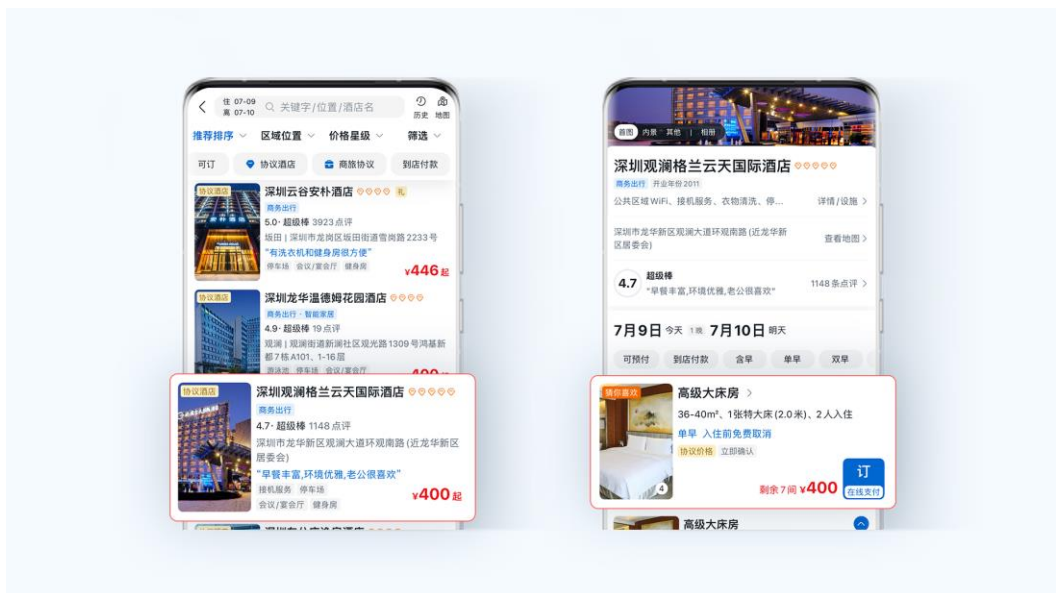 住 07-09
离 07-10
关键字/位置/酒店名
历史
地图
推荐排序
区域位置
价格星级
筛选
可订
协议酒店
商旅协议
到店付款
协议酒店
深圳云谷安朴酒店
礼
商务出行
5.0· 超级棒 3923点评
坂田 | 深圳市龙岗区坂田街道雪岗路2233号
“有洗衣机和健身房很方便”
停车场 会议/宴会厅 健身房
¥446起
协议酒店
深圳龙华温德姆花园酒店
商务出行 · 智能家居
4.9· 超级棒 19点评
观澜 | 观澜街道新澜社区观光路1309号鸿基新
都7栋A101、1-16层
游泳池 停车场 会议/宴会厅
协议酒店
深圳观澜格兰云天国际酒店
商务出行
4.7· 超级棒 1148点评
深圳市龙华新区观澜大道环观南路(近龙华新区
居委会)
“早餐丰富,环境优雅,老公很喜欢”
接机服务 停车场
会议/宴会厅 健身房
¥400起
首图
内景
其他
|
相册
深圳观澜格兰云天国际酒店
商务出行 开业年份2011
公共区域WiFi、接机服务、衣物清洗、停...
详情/设施 >
深圳市龙华新区观澜大道环观南路(近龙华新
区居委会)
查看地图 >
4.7
超级棒
“早餐丰富,环境优雅,老公很喜欢”
1148条点评 >
7月9日 今天 1晚 7月10日 明天
可预付
到店付款
含早
单早
双早
猜你喜欢
高级大床房 >
36-40m²、1张特大床(2.0米)、2人入住
单早 入住前免费取消
协议价格 立即确认
4
剩余7间 ¥400
订
在线支付
高级大床房